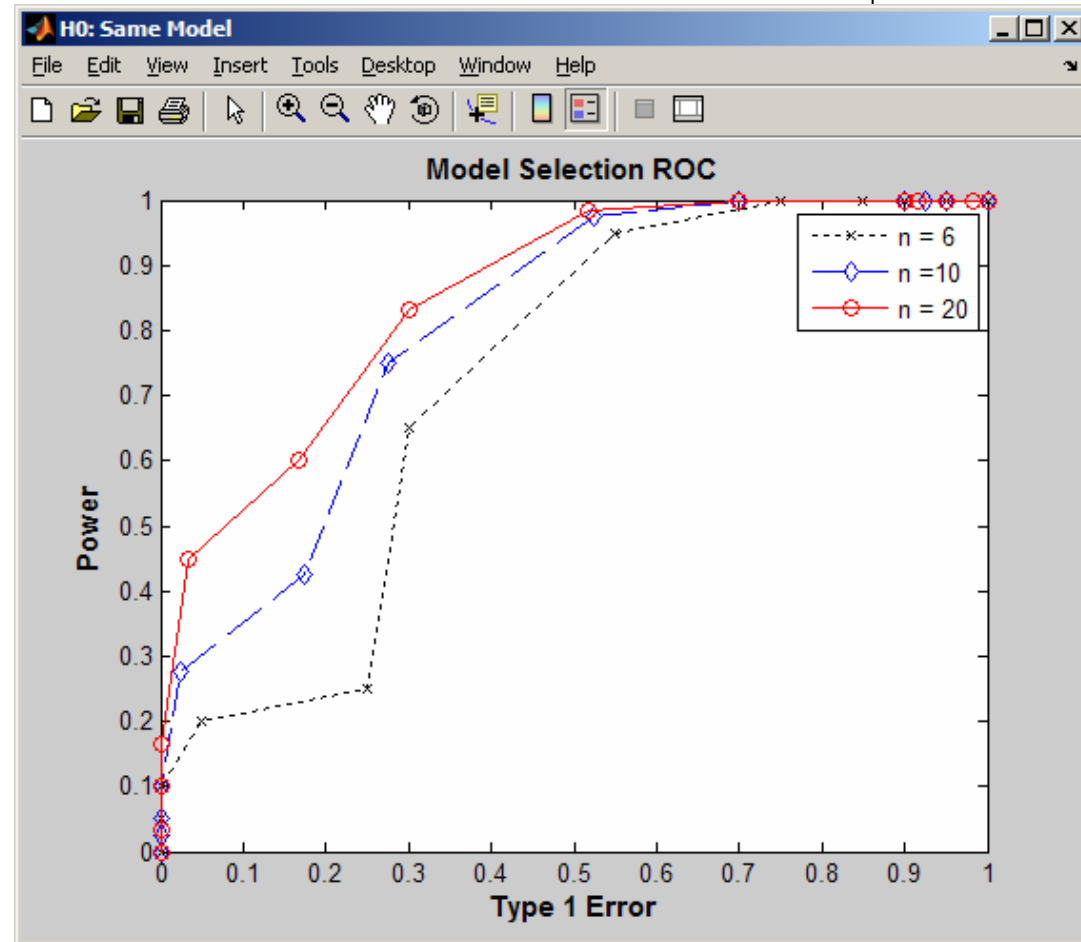 H0: Same Model
File Edit View Insert Tools Desktop Window Help
Model Selection ROC
1
0.9
0.8
0.7
0.6
0.5
0.4
0.3
0.2
0.1
0
Power
n = 6
n =10
n = 20
0 0.1 0.2 0.3 0.4 0.5 0.6 0.7 0.8 0.9 1
Type 1 Error